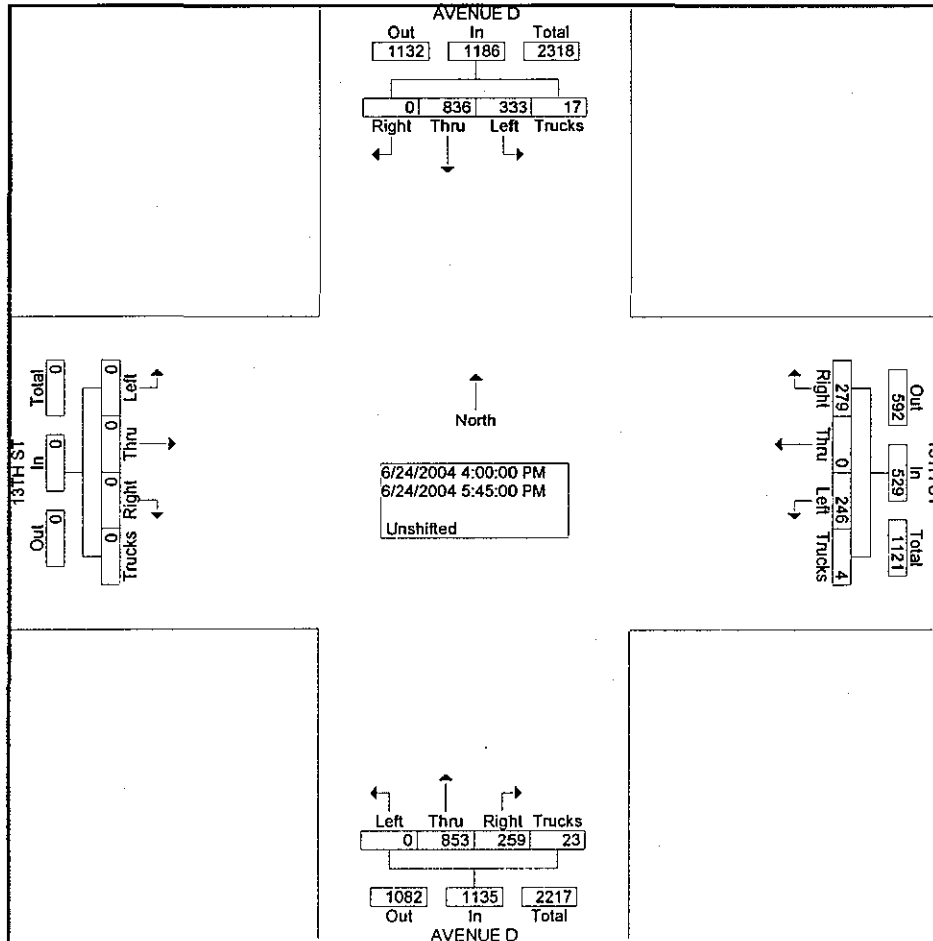 AVENUE D
Out In Total
1132 1186 2318
0 836 333 17
Right Thru Left Trucks
13TH ST
Total In Out
0 0 0
0 0 0 0
Left Thru Right Trucks
North
6/24/2004 4:00:00 PM
6/24/2004 5:45:00 PM
Unshifted
Right Thru Left Trucks
279 0 246 4
592 529 1121
Out In Total
Left Thru Right Trucks
0 853 259 23
1082 1135 2217
Out In Total
AVENUE D